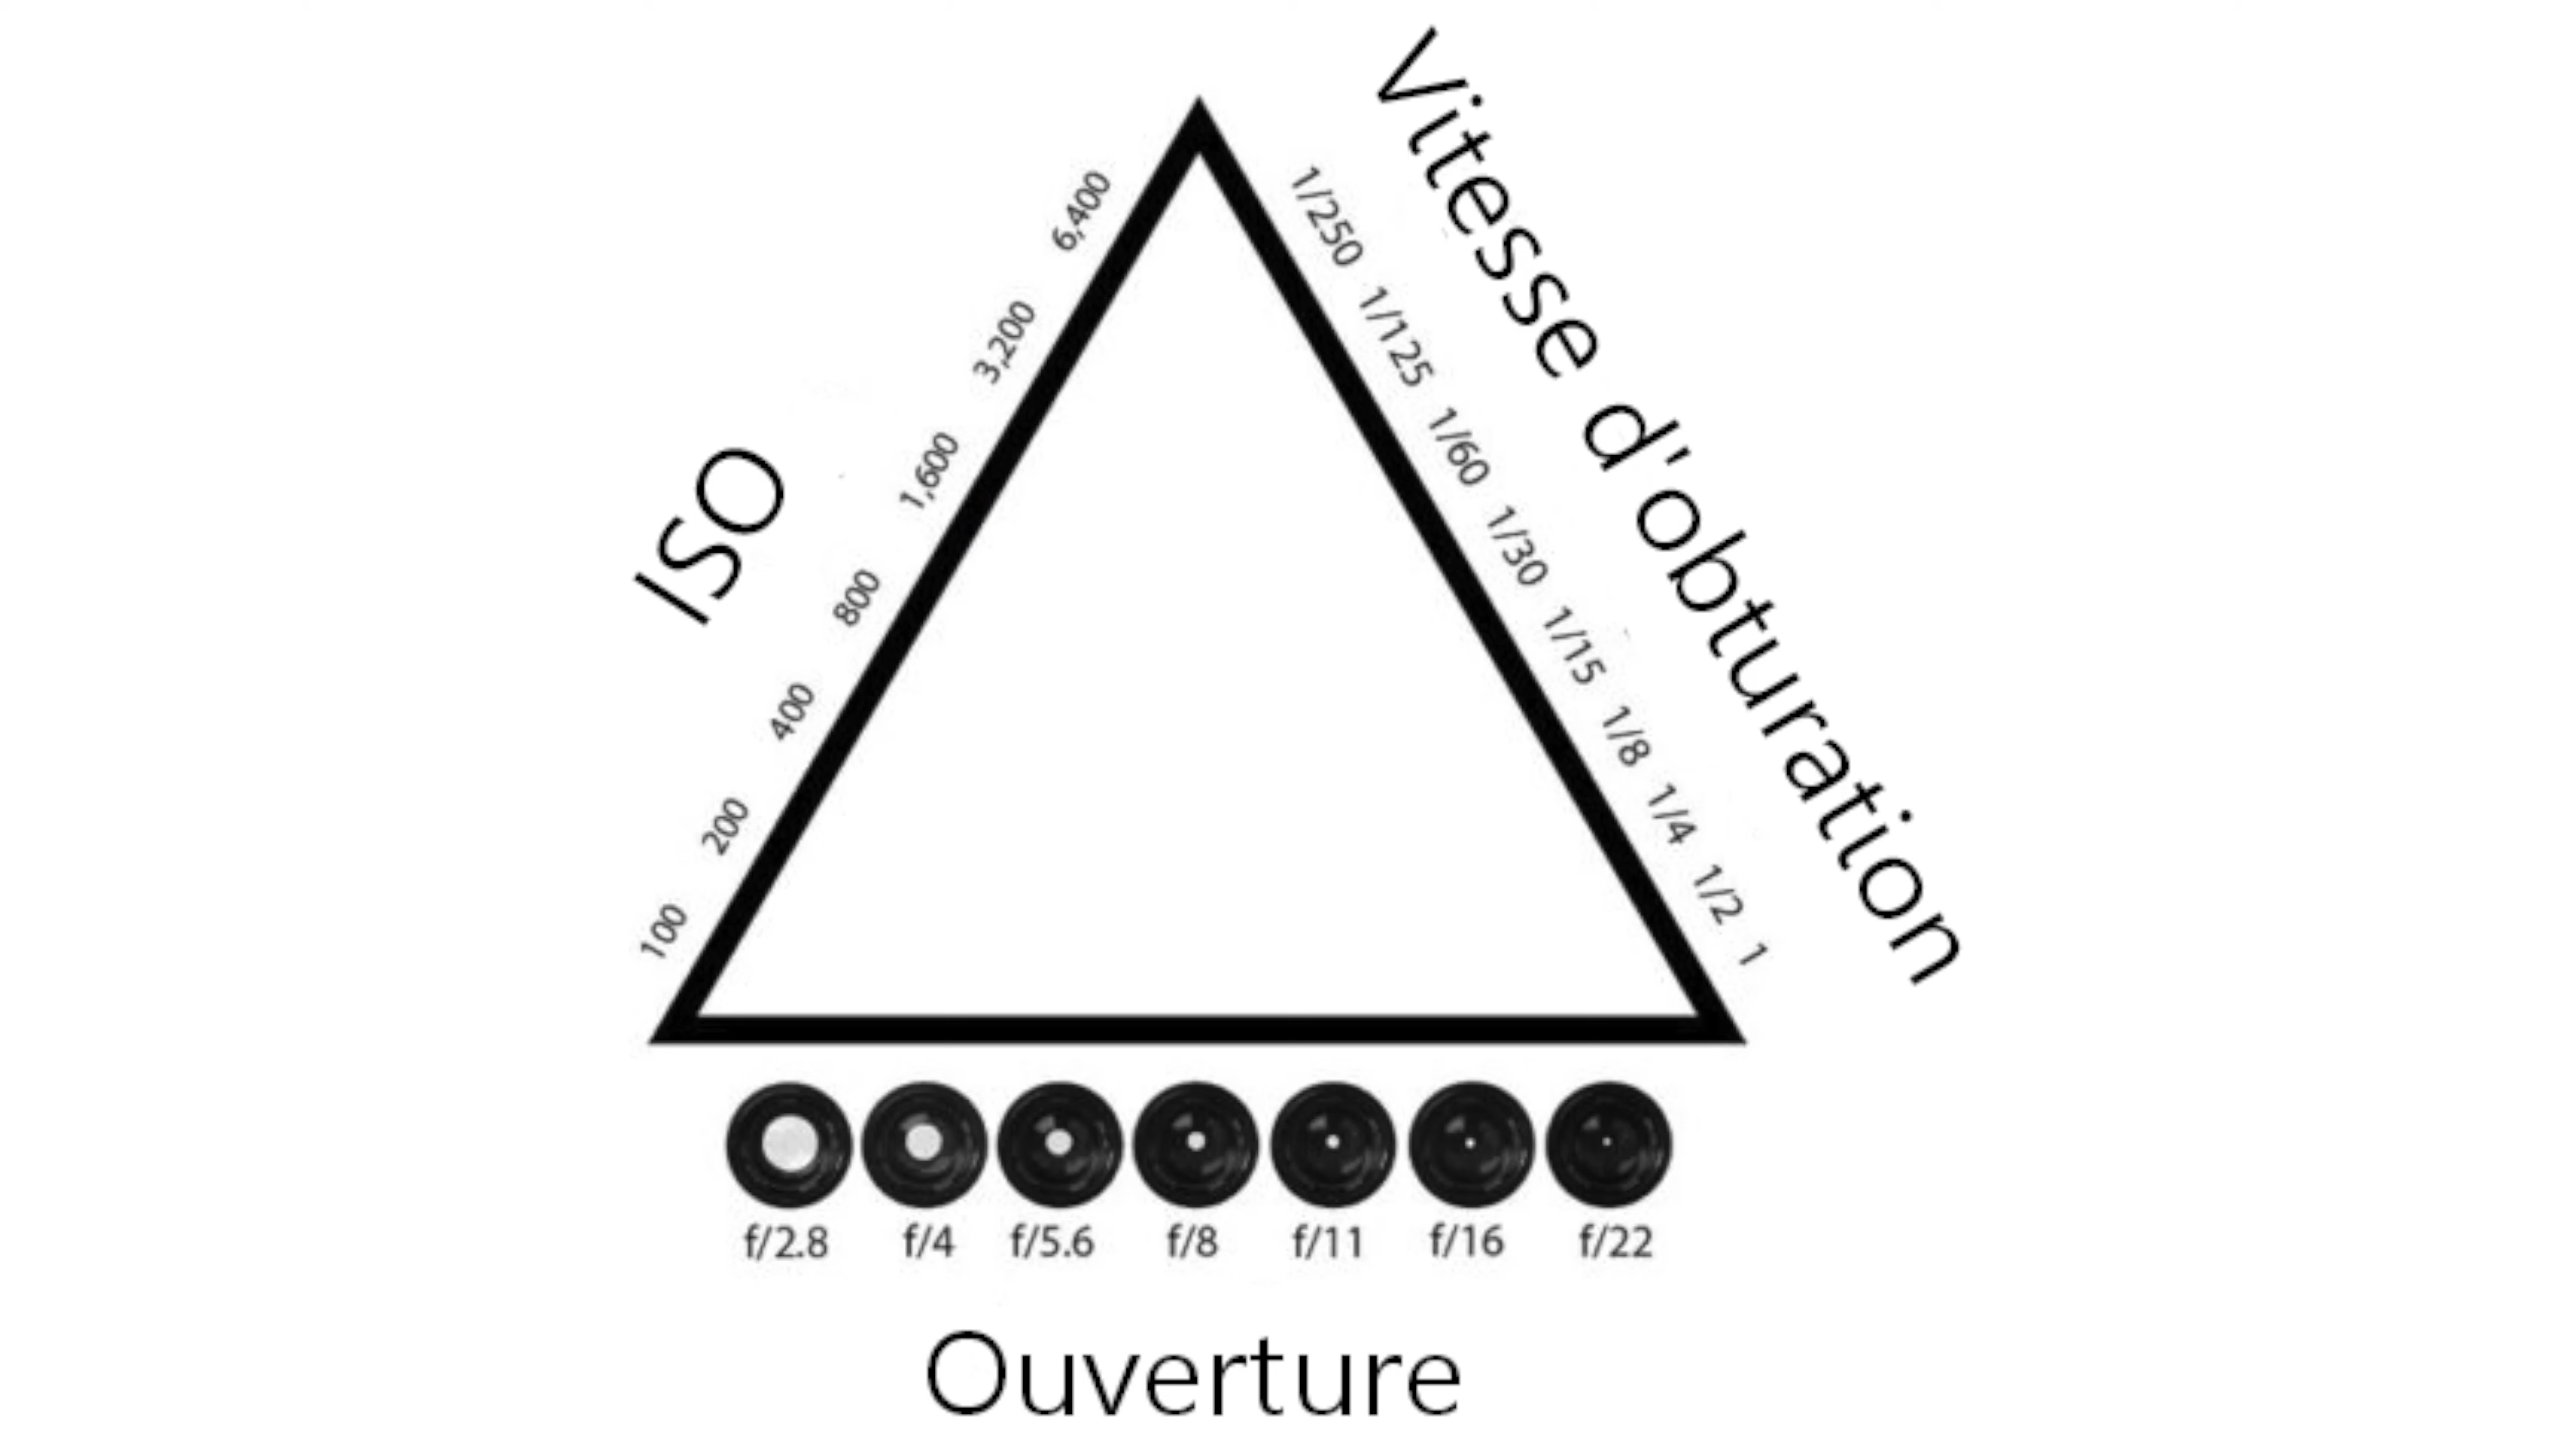 Vitesse d'obturation
1/250 1/125 1/60 1/30 1/15 1/8 1/4 1/2 1
ISO
100 200 400 800 1,600 3,200 6,400
f/2.8 f/4 f/5.6 f/8 f/11 f/16 f/22
Ouverture